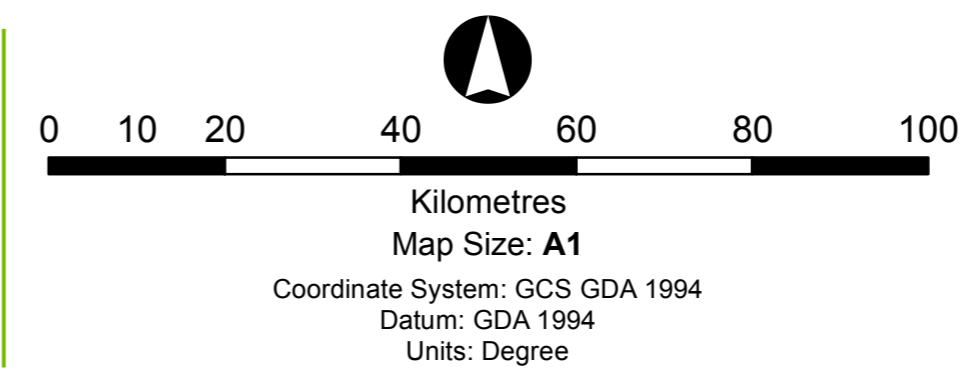 0 10 20 40 60 80 100
Kilometres
Map Size: A1
Coordinate System: GCS GDA 1994
Datum: GDA 1994
Units: Degree